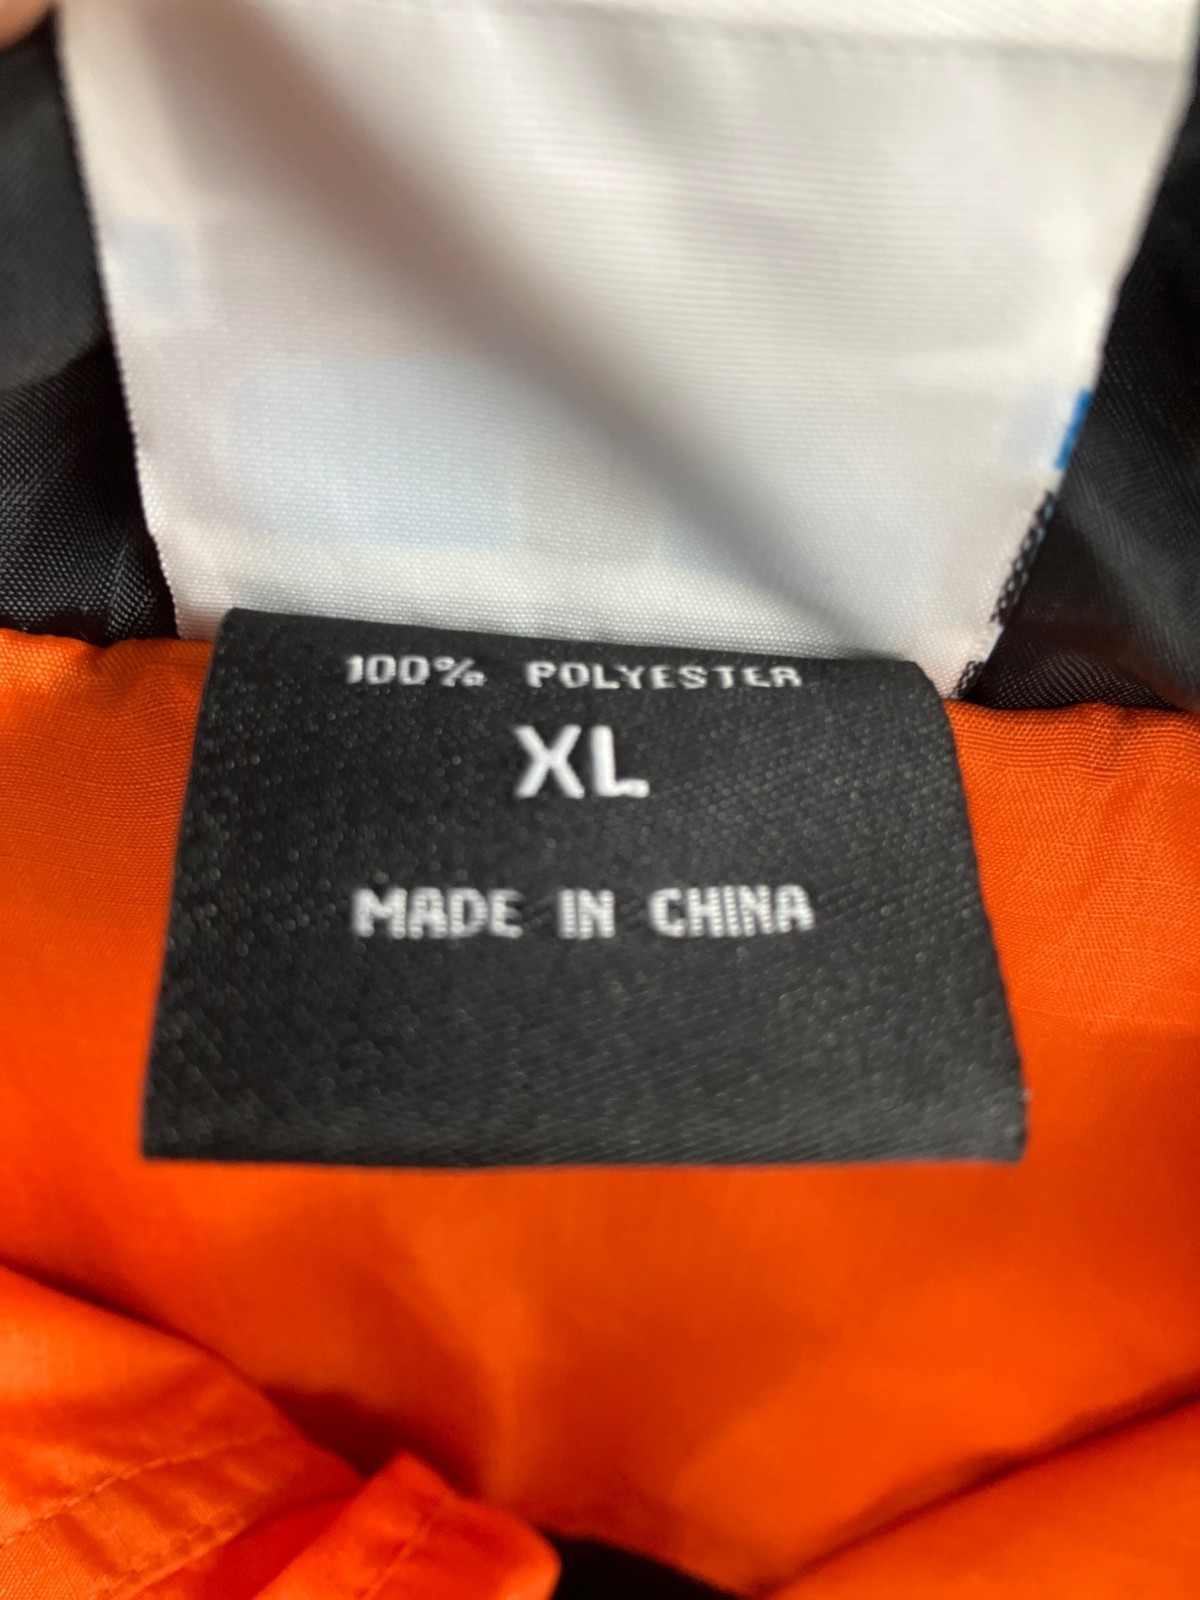 100% POLYESTER
XL
MADE IN CHINA